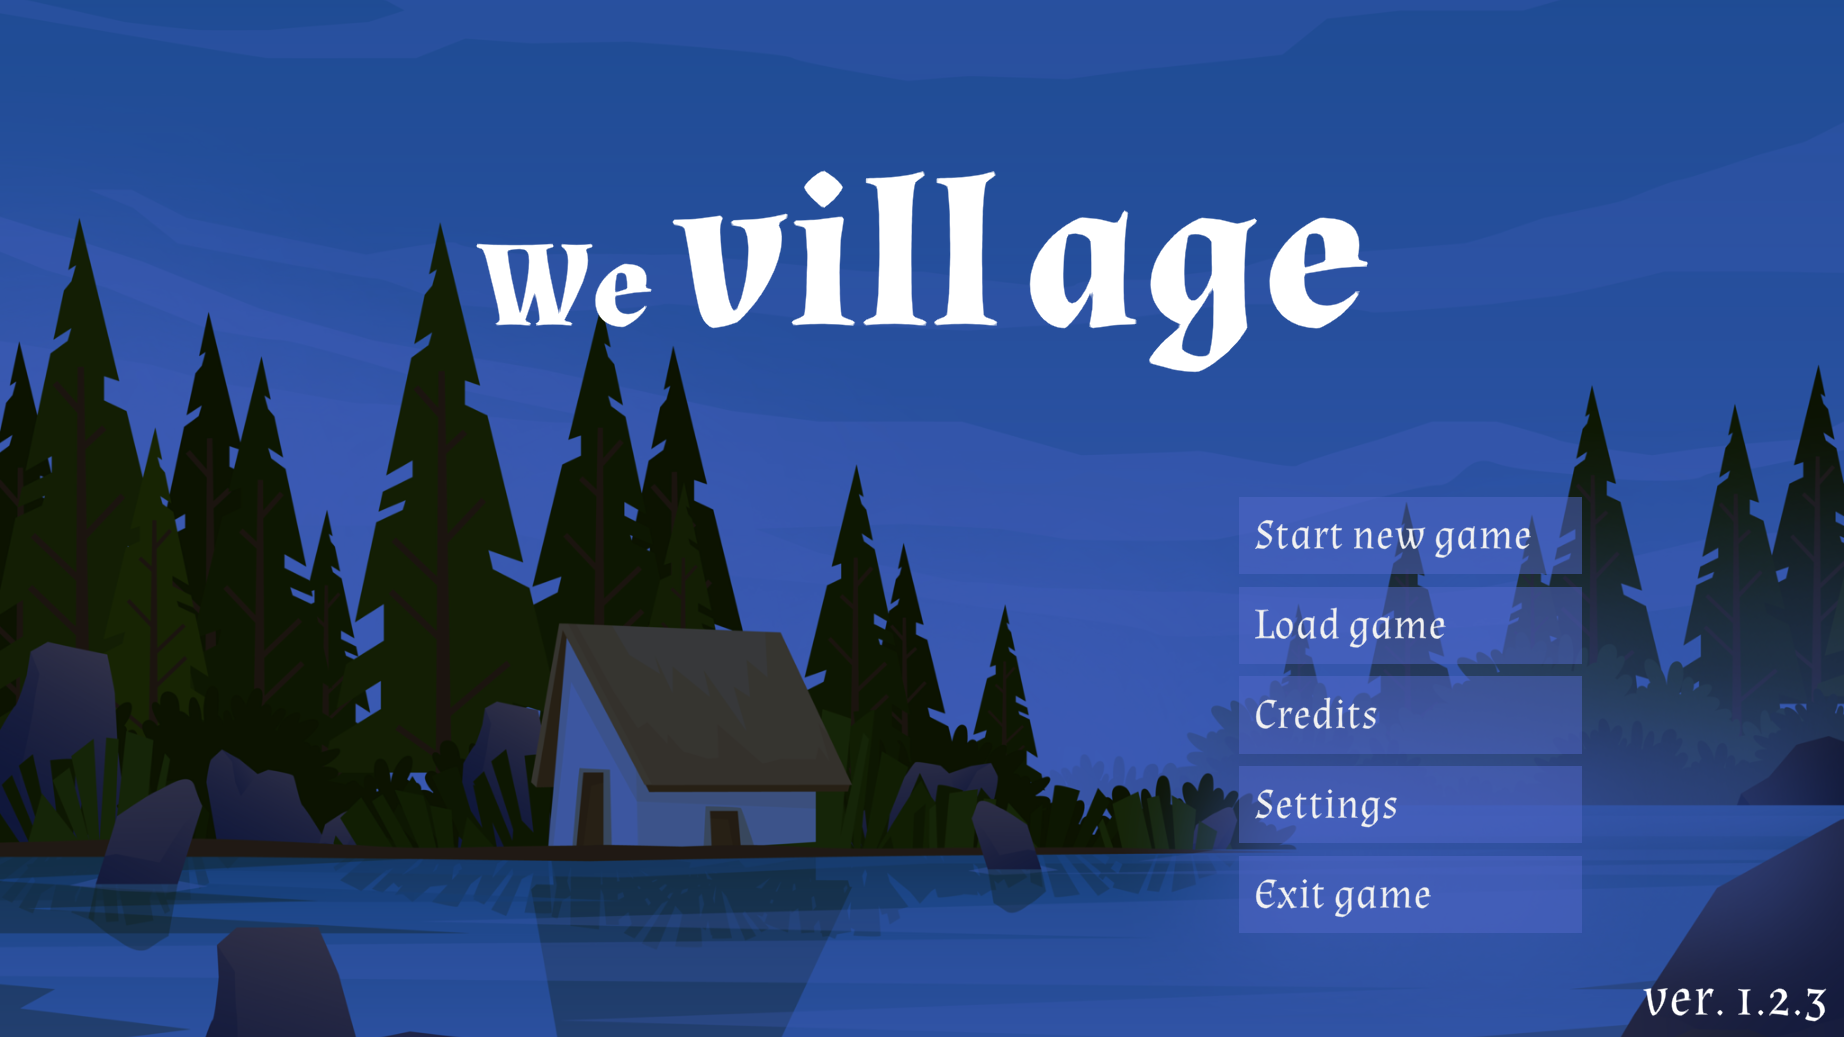 We village
Start new game
Load game
Credits
Settings
Exit game
ver. 1.2.3